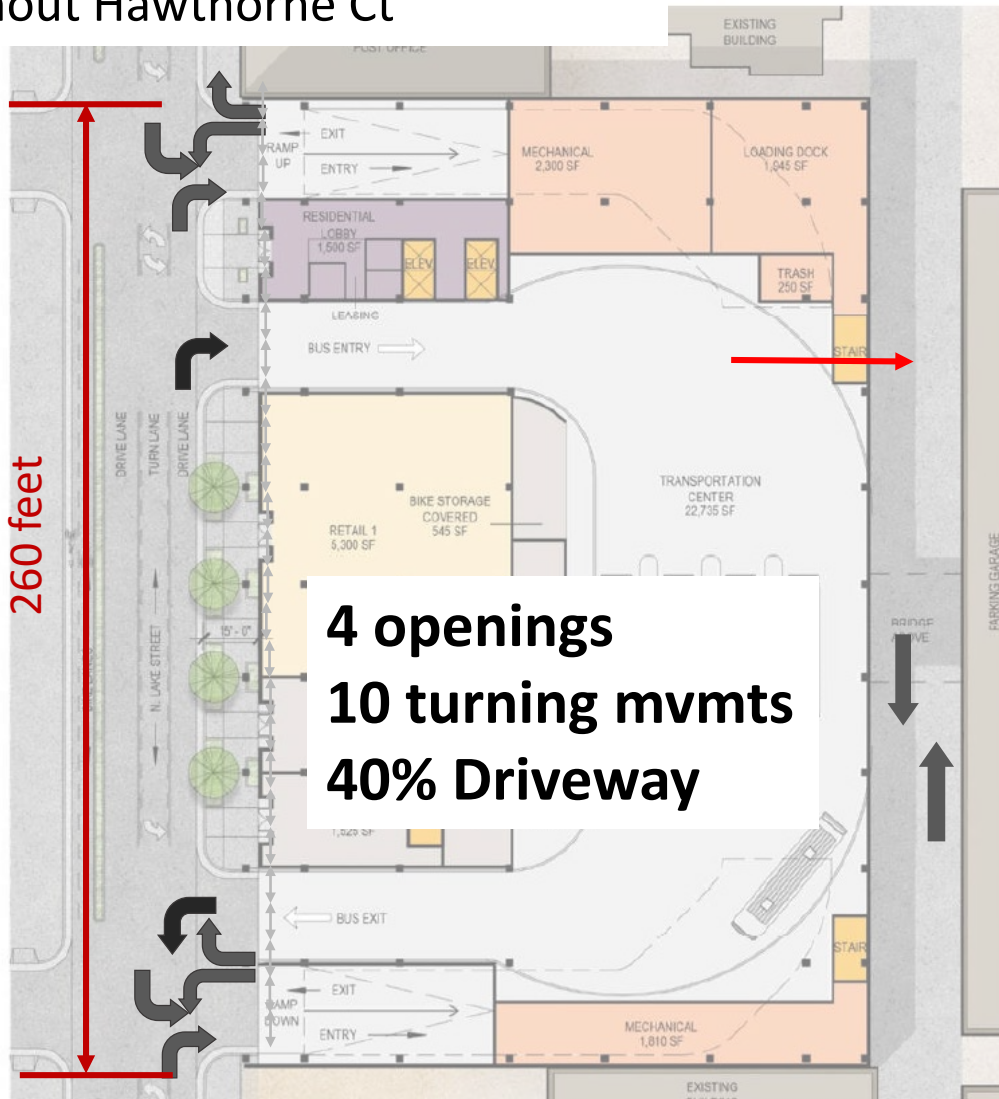 hout Hawthorne Ct
EXISTING
BUILDING
POST OFFICE
EXIT
RAMP
UP
ENTRY
MECHANICAL
2,300 SF
LOADING DOCK
1,945 SF
RESIDENTIAL
LOBBY
1,500 SF
ELEV
ELEV
TRASH
250 SF
LEASING
BUS ENTRY
STAIR
DRIVE LANE
TURN LANE
DRIVE LANE
260 feet
TRANSPORTATION
CENTER
22,735 SF
BIKE STORAGE
COVERED
545 SF
RETAIL 1
5,300 SF
PARKING GARAGE
15' - 0"
N. LAKE STREET
BRIDGE
ABOVE
4 openings
10 turning mvmts
40% Driveway
1,625 SF
BUS EXIT
STAIR
EXIT
RAMP
DOWN
ENTRY
MECHANICAL
1,810 SF
EXISTING